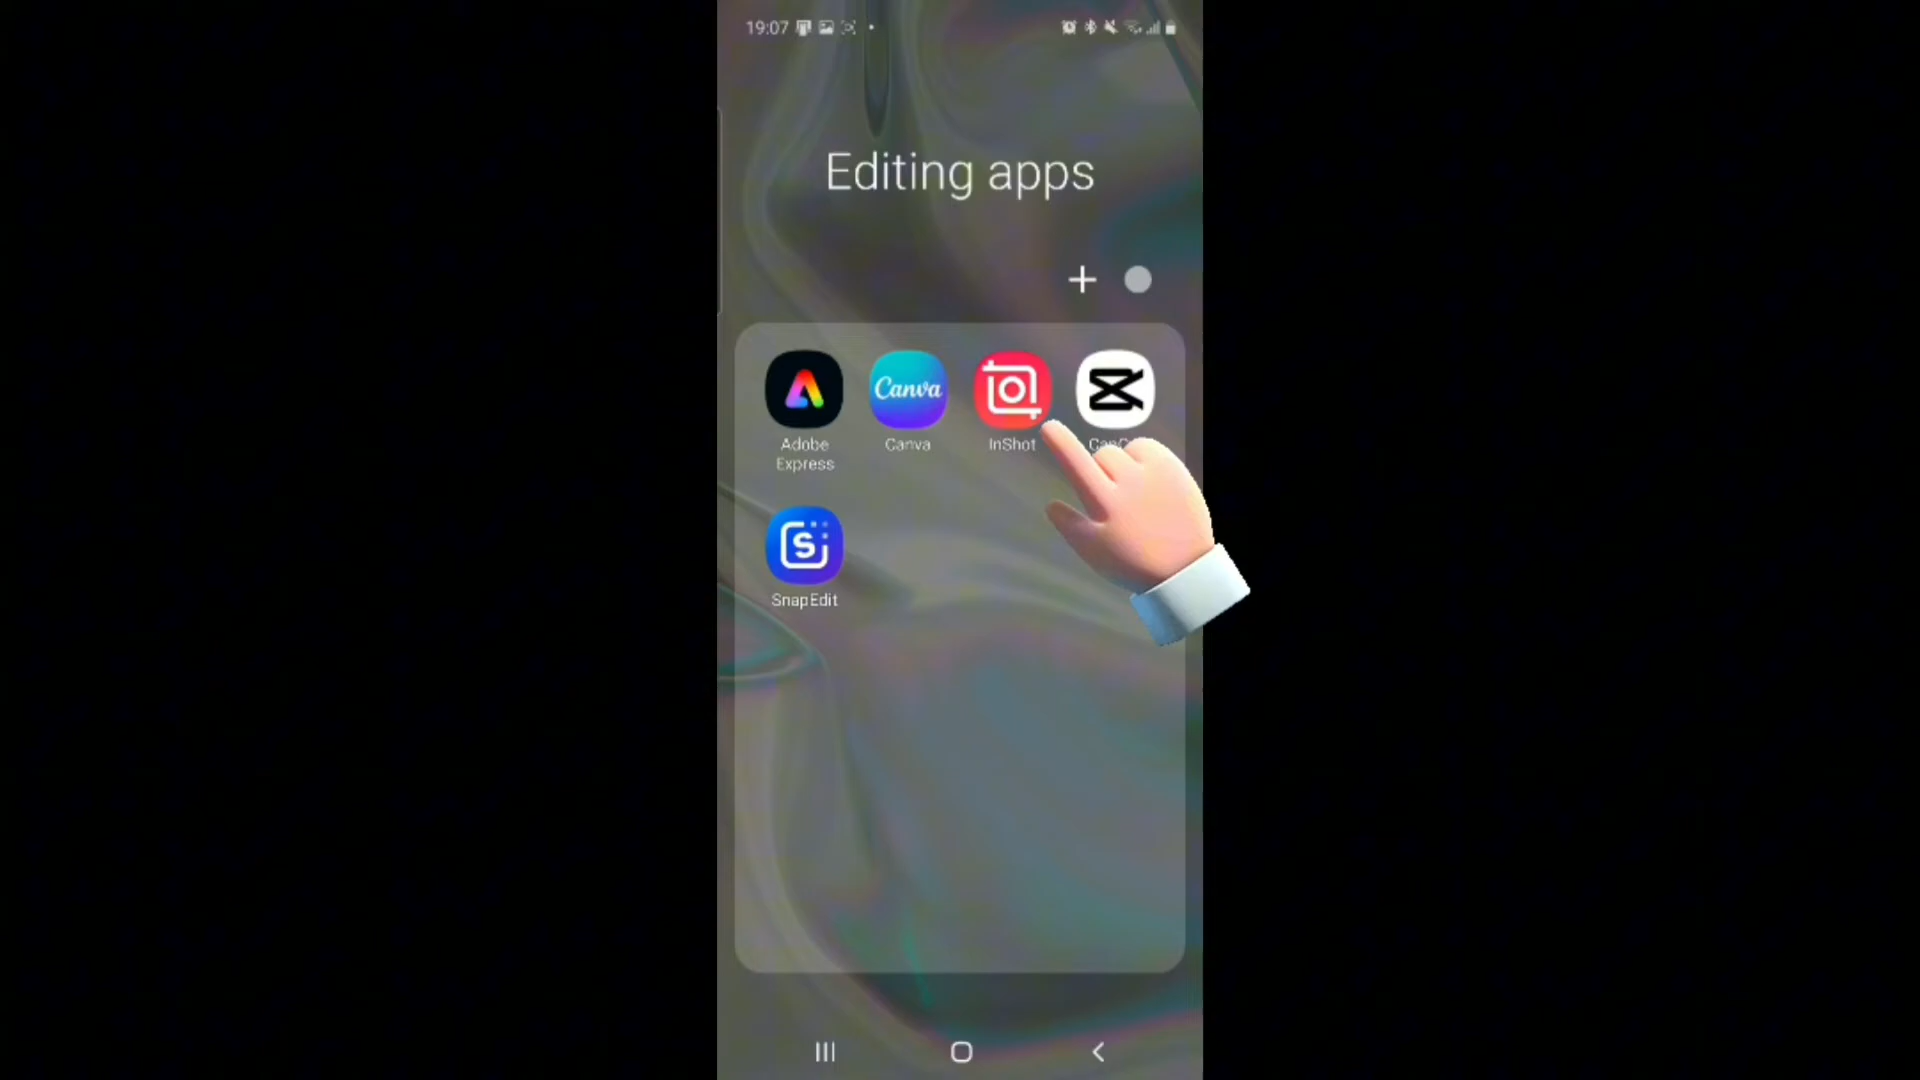 19:07
Editing apps
Canva
Adobe
Express
Canva
InShot
S
SnapEdit